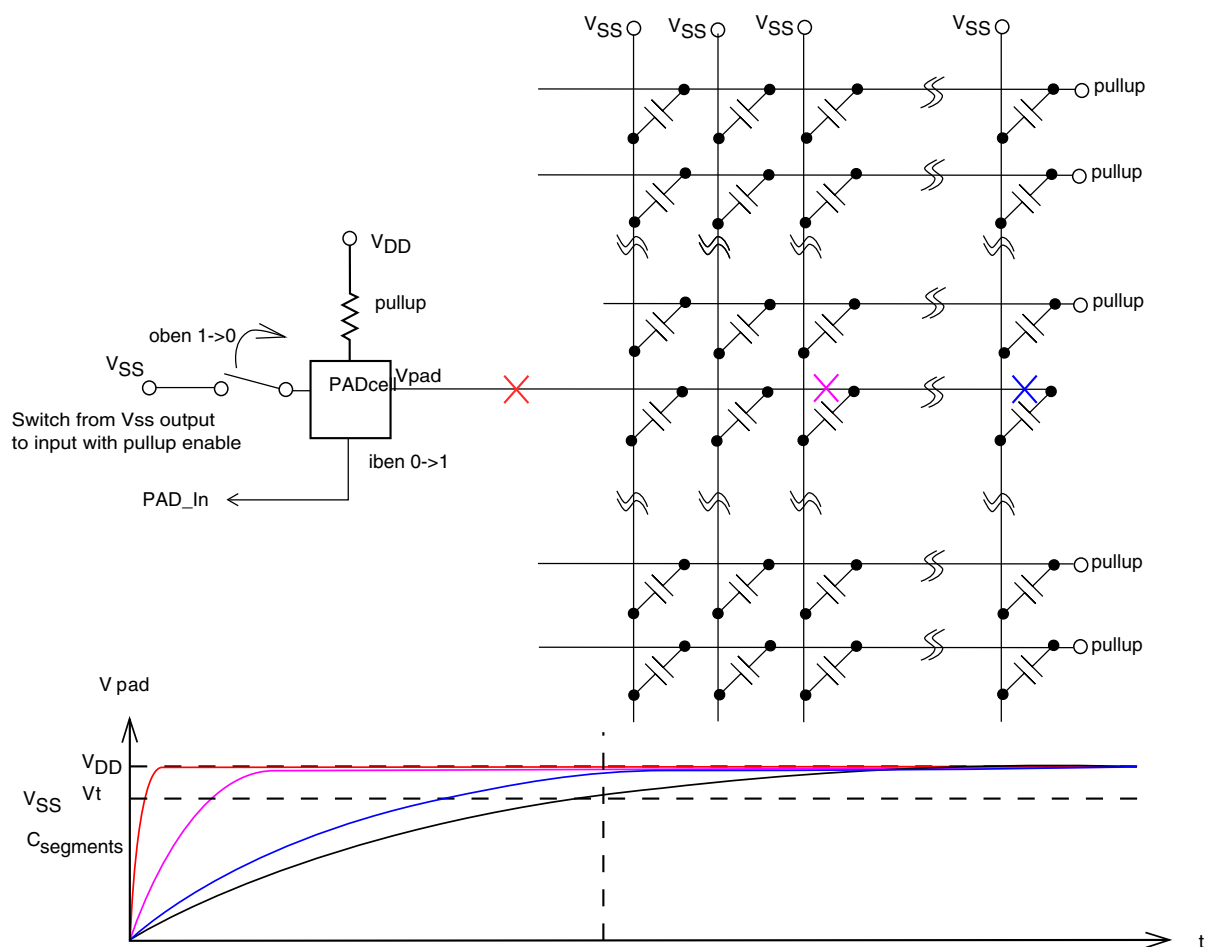 VSS
VSS
VSS
VSS
pullup
pullup
VDD
pullup
pullup
oben 1->0
VSS
PADcell
Vpad
Switch from Vss output
to input with pullup enable
iben 0->1
PAD_In
pullup
pullup
V pad
VDD
Vt
VSS
Csegments
t